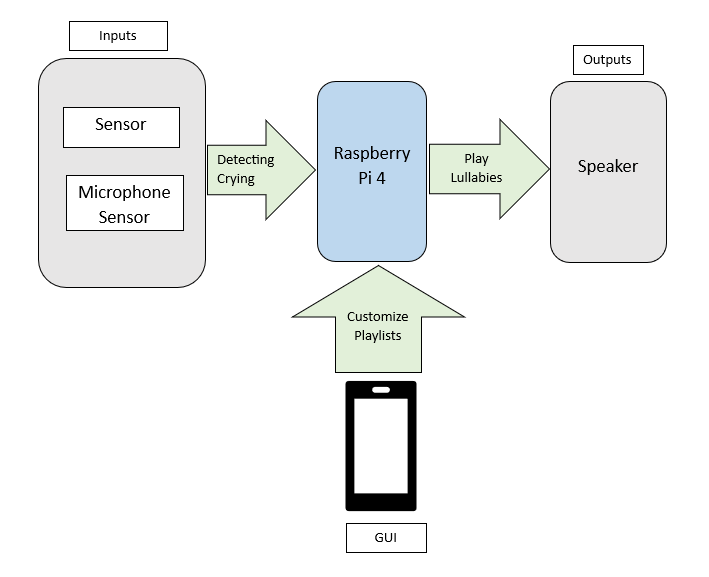 Inputs
Outputs
Sensor
Microphone
Sensor
Detecting
Crying
Raspberry
Pi 4
Play
Lullabies
Speaker
Customize
Playlists
GUI